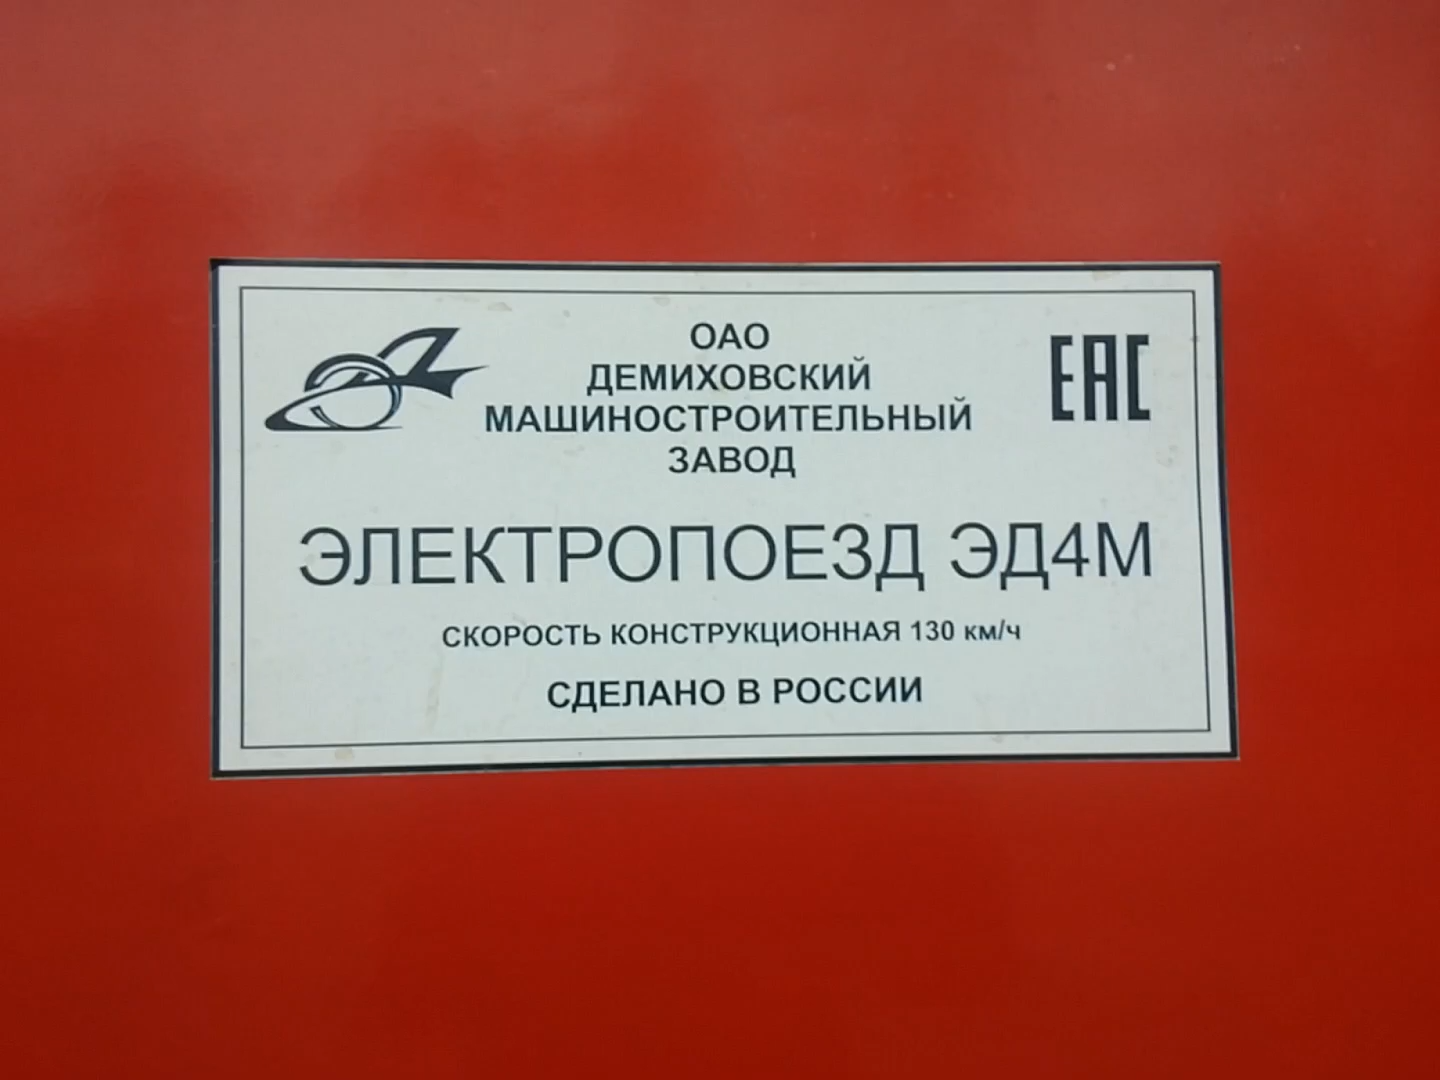 ОАО
ДЕМИХОВСКИЙ
МАШИНОСТРОИТЕЛЬНЫЙ
ЗАВОД
ЕАС
ЭЛЕКТРОПОЕЗД ЭД4М
СКОРОСТЬ КОНСТРУКЦИОННАЯ 130 км/ч
СДЕЛАНО В РОССИИ